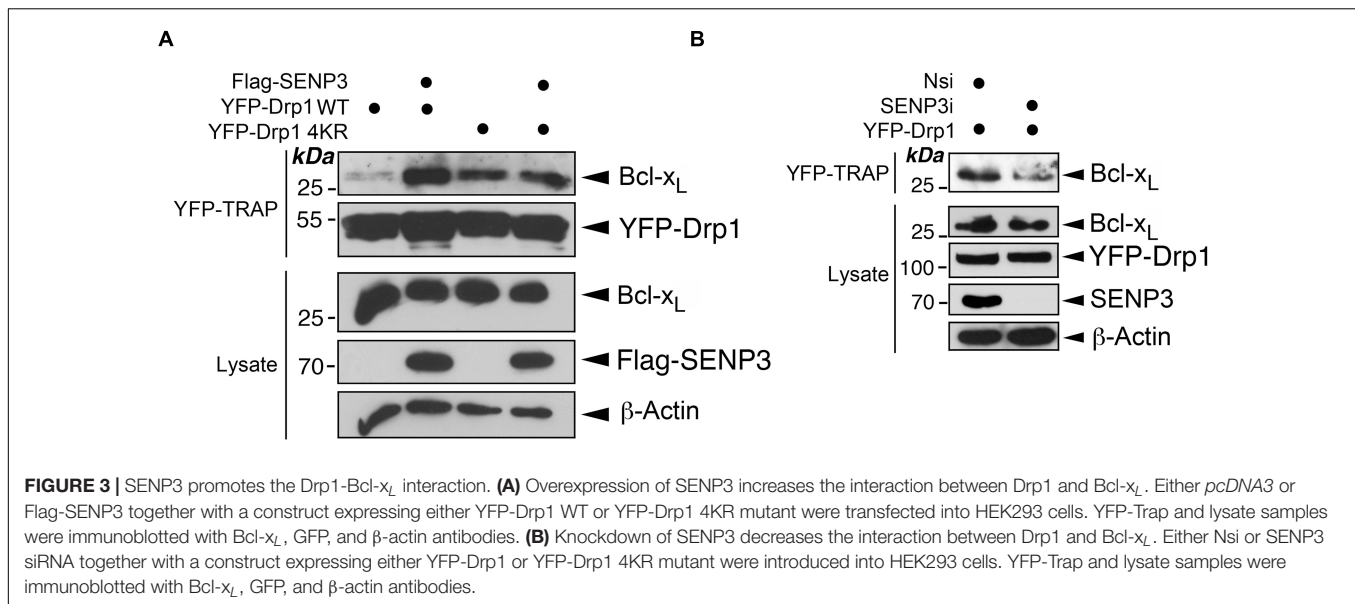 A
Flag-SENP3
YFP-Drp1 WT
YFP-Drp1 4KR
kDa
25
Bcl-xL
YFP-TRAP
55
YFP-Drp1
25
Bcl-xL
Lysate
70
Flag-SENP3
β-Actin
B
Nsi
SENP3i
YFP-Drp1
kDa
YFP-TRAP
25
Bcl-xL
25
Bcl-xL
Lysate
100
YFP-Drp1
70
SENP3
β-Actin
FIGURE 3 | SENP3 promotes the Drp1-Bcl-xL interaction. (A) Overexpression of SENP3 increases the interaction between Drp1 and Bcl-xL. Either pcDNA3 or
Flag-SENP3 together with a construct expressing either YFP-Drp1 WT or YFP-Drp1 4KR mutant were transfected into HEK293 cells. YFP-Trap and lysate samples
were immunoblotted with Bcl-xL, GFP, and β-actin antibodies. (B) Knockdown of SENP3 decreases the interaction between Drp1 and Bcl-xL. Either Nsi or SENP3
siRNA together with a construct expressing either YFP-Drp1 or YFP-Drp1 4KR mutant were introduced into HEK293 cells. YFP-Trap and lysate samples were
immunoblotted with Bcl-xL, GFP, and β-actin antibodies.